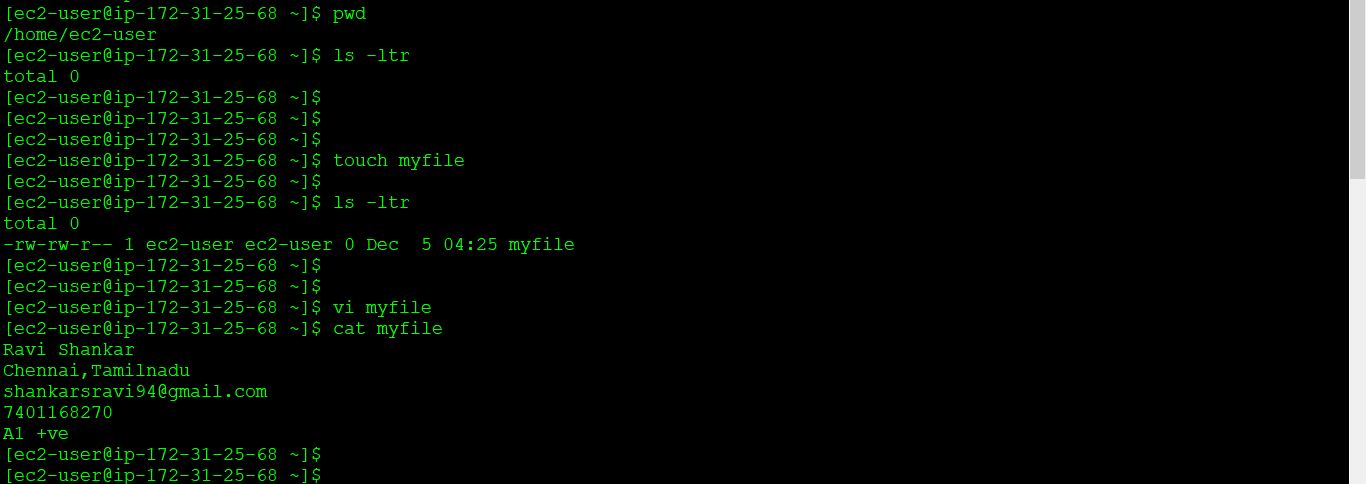 [ec2-user@ip-172-31-25-68 ~]$ pwd
/home/ec2-user
[ec2-user@ip-172-31-25-68 ~]$ ls -ltr
total 0
[ec2-user@ip-172-31-25-68 ~]$
[ec2-user@ip-172-31-25-68 ~]$
[ec2-user@ip-172-31-25-68 ~]$
[ec2-user@ip-172-31-25-68 ~]$ touch myfile
[ec2-user@ip-172-31-25-68 ~]$
[ec2-user@ip-172-31-25-68 ~]$ ls -ltr
total 0
-rw-rw-r-- 1 ec2-user ec2-user 0 Dec  5 04:25 myfile
[ec2-user@ip-172-31-25-68 ~]$
[ec2-user@ip-172-31-25-68 ~]$
[ec2-user@ip-172-31-25-68 ~]$ vi myfile
[ec2-user@ip-172-31-25-68 ~]$ cat myfile
Ravi Shankar
Chennai,Tamilnadu
shankarsravi94@gmail.com
7401168270
A1 +ve
[ec2-user@ip-172-31-25-68 ~]$
[ec2-user@ip-172-31-25-68 ~]$